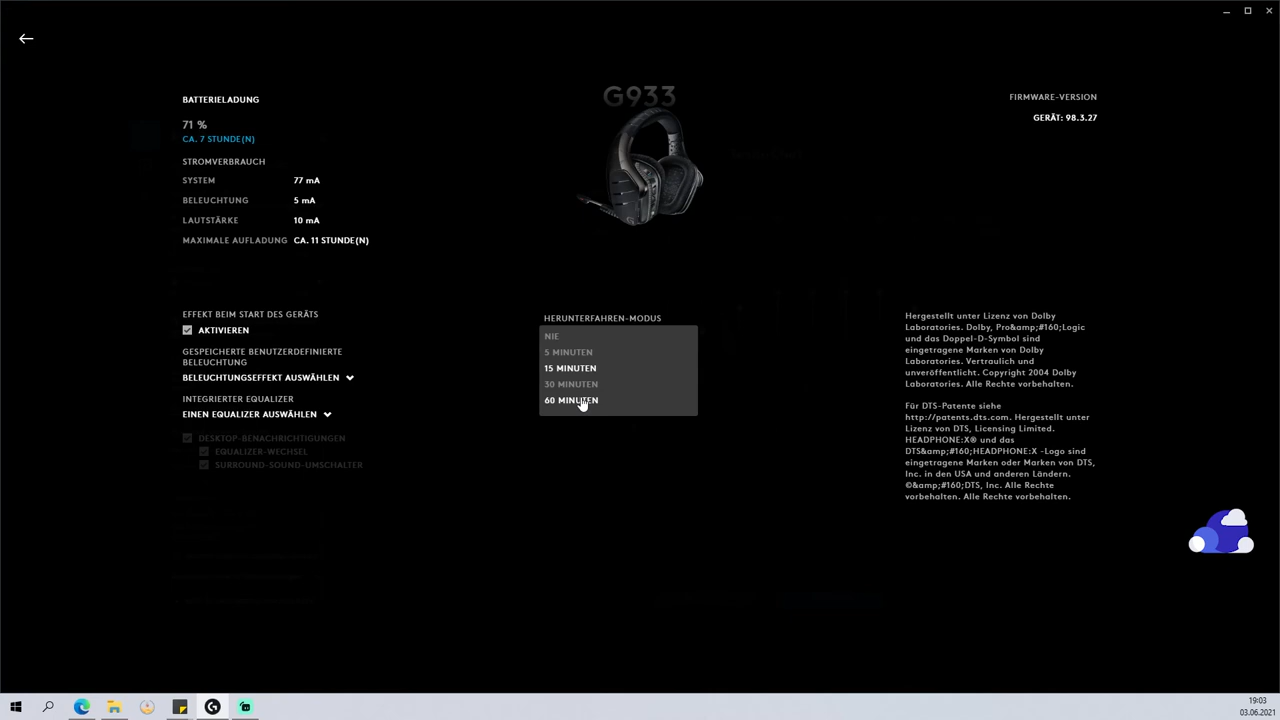 BATTERIELADUNG
71 %
CA. 7 STUNDE(N)
STROMVERBRAUCH
SYSTEM 77 mA
BELEUCHTUNG 5 mA
LAUTSTÄRKE 10 mA
MAXIMALE AUFLADUNG CA. 11 STUNDE(N)
G933
FIRMWARE-VERSION
GERÄT: 98.3.27
EFFEKT BEIM START DES GERÄTS
AKTIVIEREN
GESPEICHERTE BENUTZERDEFINIERTE
BELEUCHTUNG
BELEUCHTUNGSEFFEKT AUSWÄHLEN
INTEGRIERTER EQUALIZER
EINEN EQUALIZER AUSWÄHLEN
DESKTOP-BENACHRICHTIGUNGEN
EQUALIZER-WECHSEL
SURROUND-SOUND-UMSCHALTER
HERUNTERFAHREN-MODUS
NIE
5 MINUTEN
15 MINUTEN
30 MINUTEN
60 MINUTEN
Hergestellt unter Lizenz von Dolby
Laboratories. Dolby, Pro&amp;#160;Logic
und das Doppel-D-Symbol sind
eingetragene Marken von Dolby
Laboratories. Vertraulich und
unveröffentlicht. Copyright 2004 Dolby
Laboratories. Alle Rechte vorbehalten.
Für DTS-Patente siehe
http://patents.dts.com. Hergestellt unter
Lizenz von DTS, Licensing Limited.
HEADPHONE:X® und das
DTS&amp;#160;HEADPHONE:X -Logo sind
eingetragene Marken oder Marken von DTS,
Inc. in den USA und anderen Ländern.
©&amp;#160;DTS, Inc. Alle Rechte
vorbehalten. Alle Rechte vorbehalten.
19:03
03.06.2021